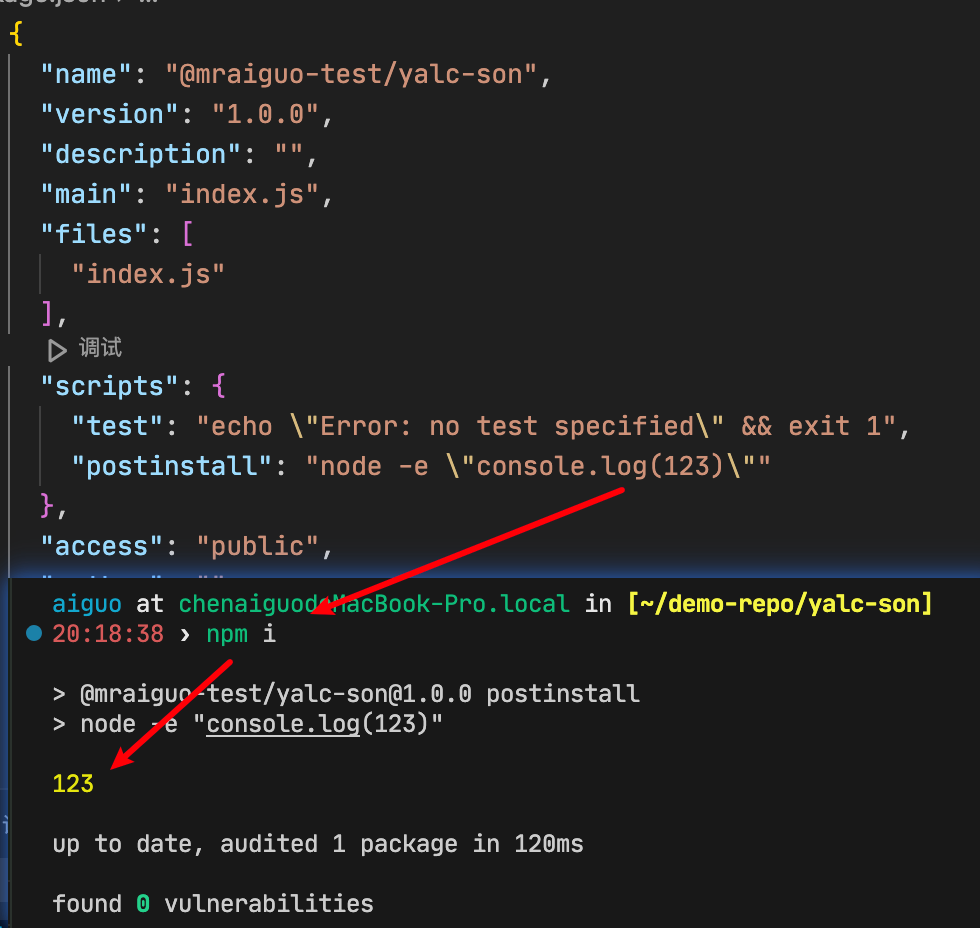 {
"name": "@mraiguo-test/yalc-son",
"version": "1.0.0",
"description": "",
"main": "index.js",
"files": [
"index.js"
],
调试
"scripts": {
"test": "echo \"Error: no test specified\" && exit 1",
"postinstall": "node -e \"console.log(123)\""
},
"access": "public",
aiguo at chenaiguodeMacBook-Pro.local in [~/demo-repo/yalc-son]
20:18:38 › npm i
> @mraiguo-test/yalc-son@1.0.0 postinstall
> node -e "console.log(123)"
123
up to date, audited 1 package in 120ms
found 0 vulnerabilities